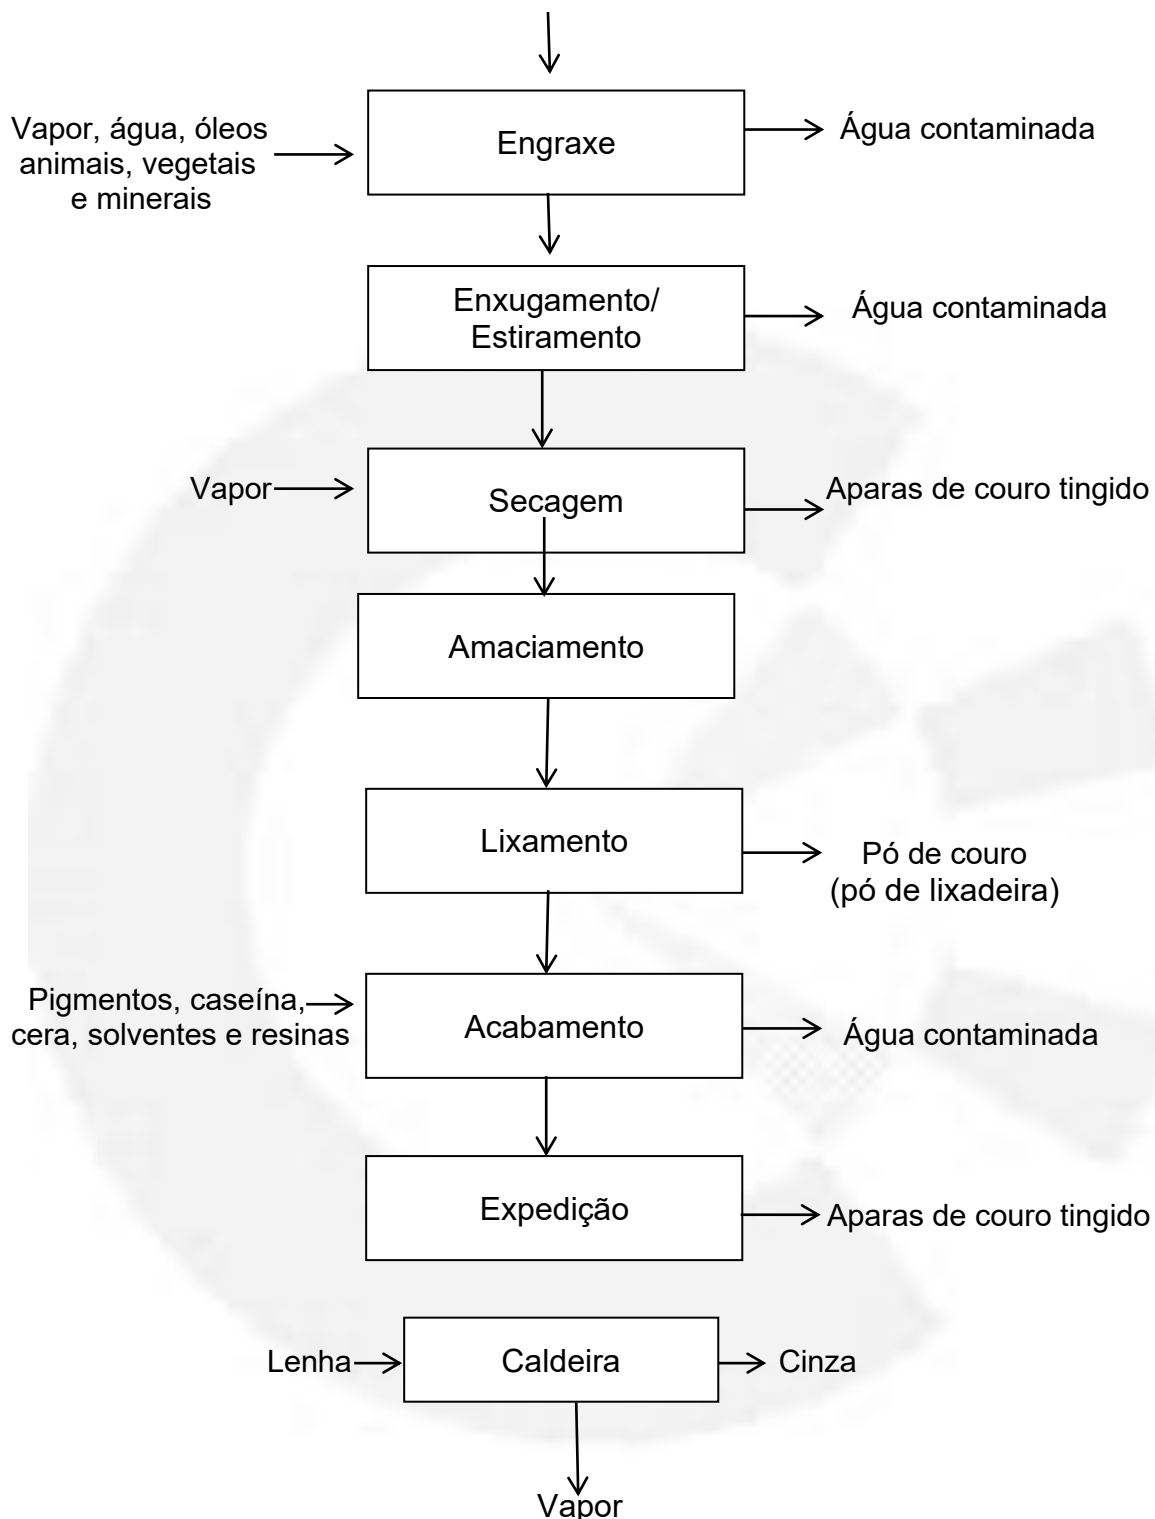 Vapor, água, óleos
animais, vegetais
e minerais
Engraxe
Água contaminada
Enxugamento/
Estiramento
Água contaminada
Vapor
Secagem
Aparas de couro tingido
Amaciamento
Lixamento
Pó de couro
(pó de lixadeira)
Pigmentos, caseína,
cera, solventes e resinas
Acabamento
Água contaminada
Expedição
Aparas de couro tingido
Lenha
Caldeira
Cinza
Vapor